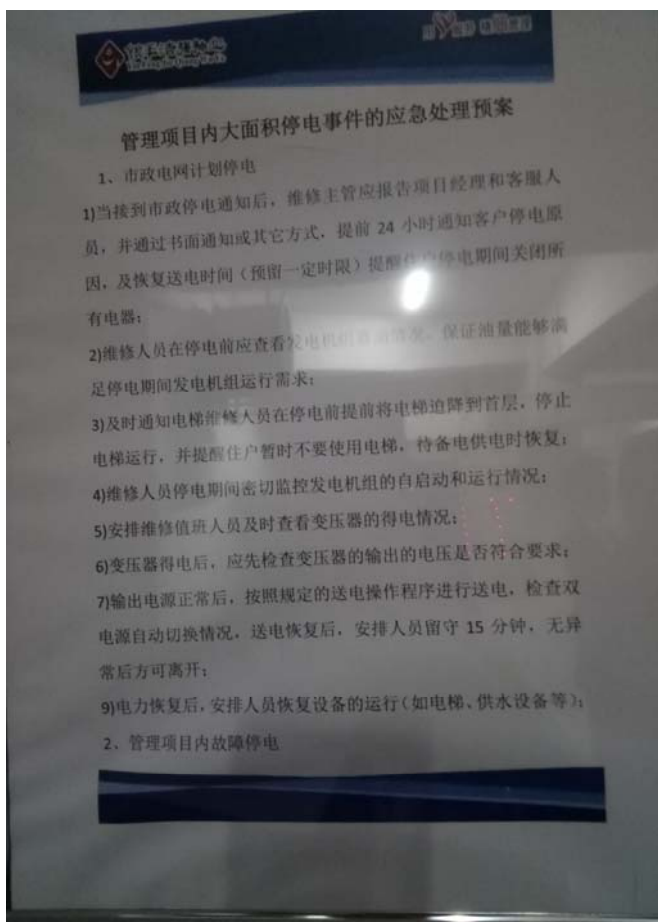 管理项目内大面积停电事件的应急处理预案
1、市政电网计划停电
1)当接到市政停电通知后，维修主管应报告项目经理和客服人
员，并通过书面通知或其它方式，提前 24 小时通知客户停电原
因，及恢复送电时间（预留一定时限）提醒住户停电期间关闭所
有电器；
2)维修人员在停电前应查看发电机组 情况，保证油量能够满
足停电期间发电机组运行需求；
3)及时通知电梯维修人员在停电前提前将电梯迫降到首层，停止
电梯运行，并提醒住户暂时不要使用电梯，待备电供电时恢复；
4)维修人员停电期间密切监控发电机组的自启动和运行情况；
5)安排维修值班人员及时查看变压器的得电情况；
6)变压器得电后，应先检查变压器的输出的电压是否符合要求；
7)输出电源正常后，按照规定的送电操作程序进行送电，检查双
电源自动切换情况，送电恢复后，安排人员留守 15 分钟，无异
常后方可离开；
9)电力恢复后，安排人员恢复设备的运行（如电梯、供水设备等）；
2、管理项目内故障停电